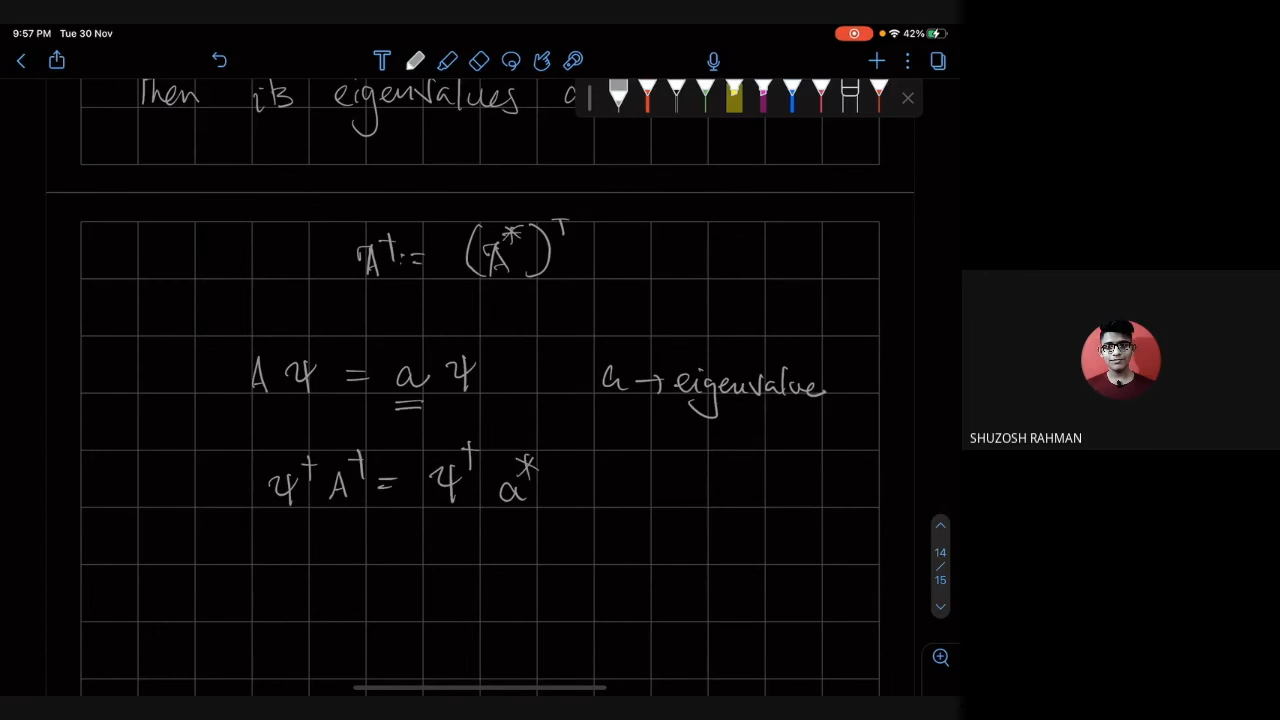 9:57 PM Tue 30 Nov
42%
Then its eigenvalues
A† := (A*)ᵀ
A Ψ = a Ψ a → eigenvalue
Ψ† A† = Ψ† a*
SHUZOSH RAHMAN
14
/
15